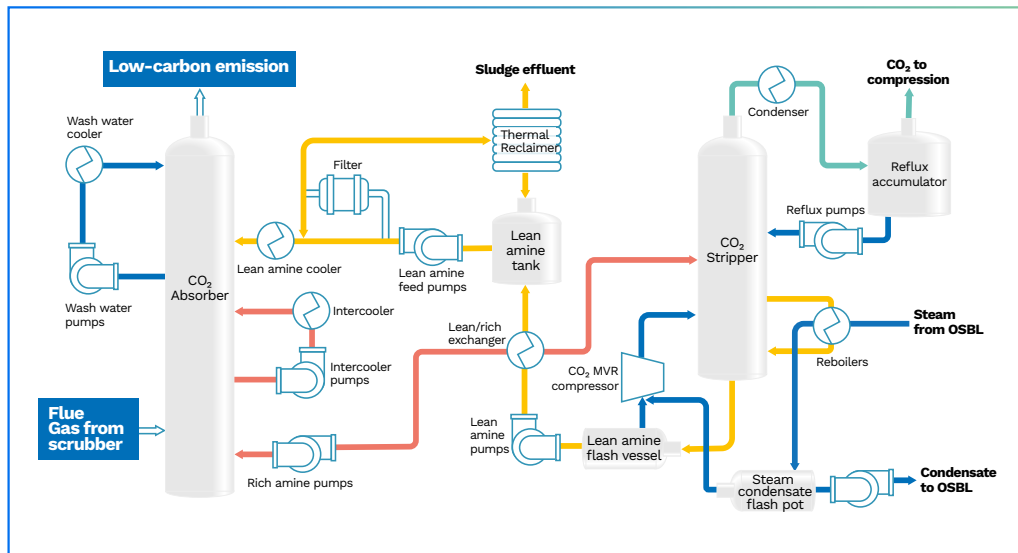 Low-carbon emission
Wash water
cooler
Wash water
pumps
CO₂
Absorber
Flue
Gas from
scrubber
Sludge effluent
Thermal
Reclaimer
Filter
Lean amine cooler
Lean amine
feed pumps
Lean
amine
tank
Intercooler
Intercooler
pumps
Rich amine pumps
Lean/rich
exchanger
Lean
amine
pumps
CO₂ MVR
compressor
Lean amine
flash vessel
CO₂
Stripper
Condenser
CO₂ to
compression
Reflux
accumulator
Reflux pumps
Steam
from OSBL
Reboilers
Steam
condensate
flash pot
Condensate
to OSBL